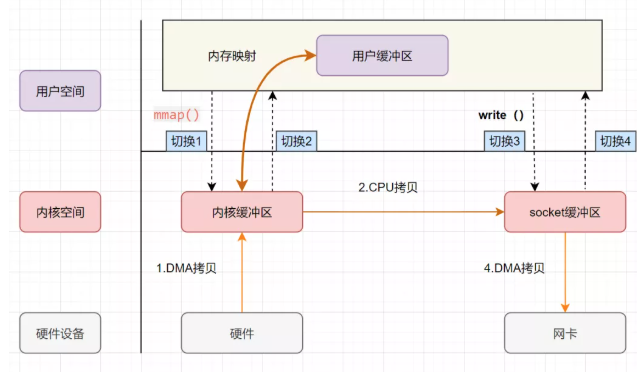 内存映射
用户缓冲区
用户空间
mmap()
write（）
切换1
切换2
切换3
切换4
2.CPU拷贝
内核空间
内核缓冲区
socket缓冲区
1.DMA拷贝
4.DMA拷贝
硬件设备
硬件
网卡